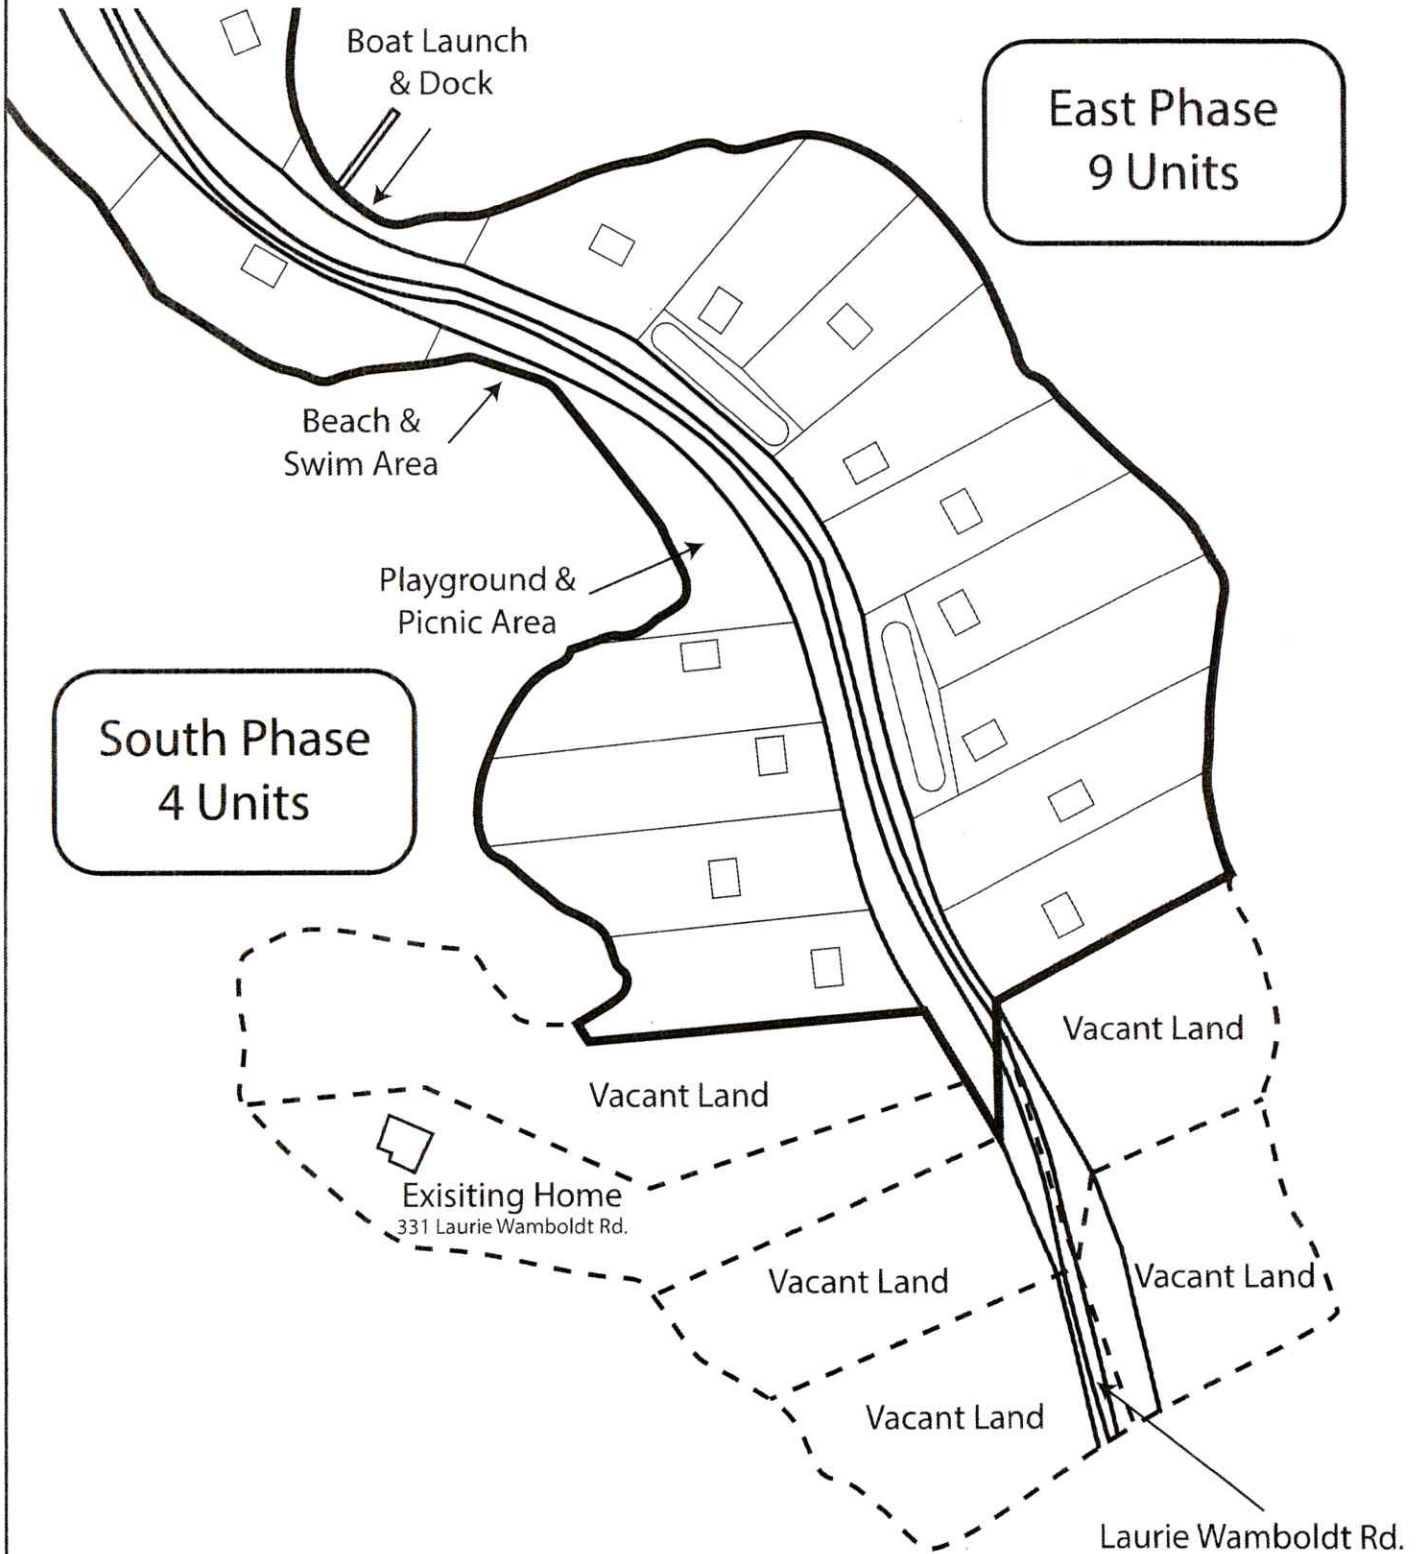 Boat Launch
& Dock
East Phase
9 Units
Beach &
Swim Area
Playground &
Picnic Area
South Phase
4 Units
Vacant Land
Vacant Land
Exisiting Home
331 Laurie Wamboldt Rd.
Vacant Land
Vacant Land
Vacant Land
Laurie Wamboldt Rd.